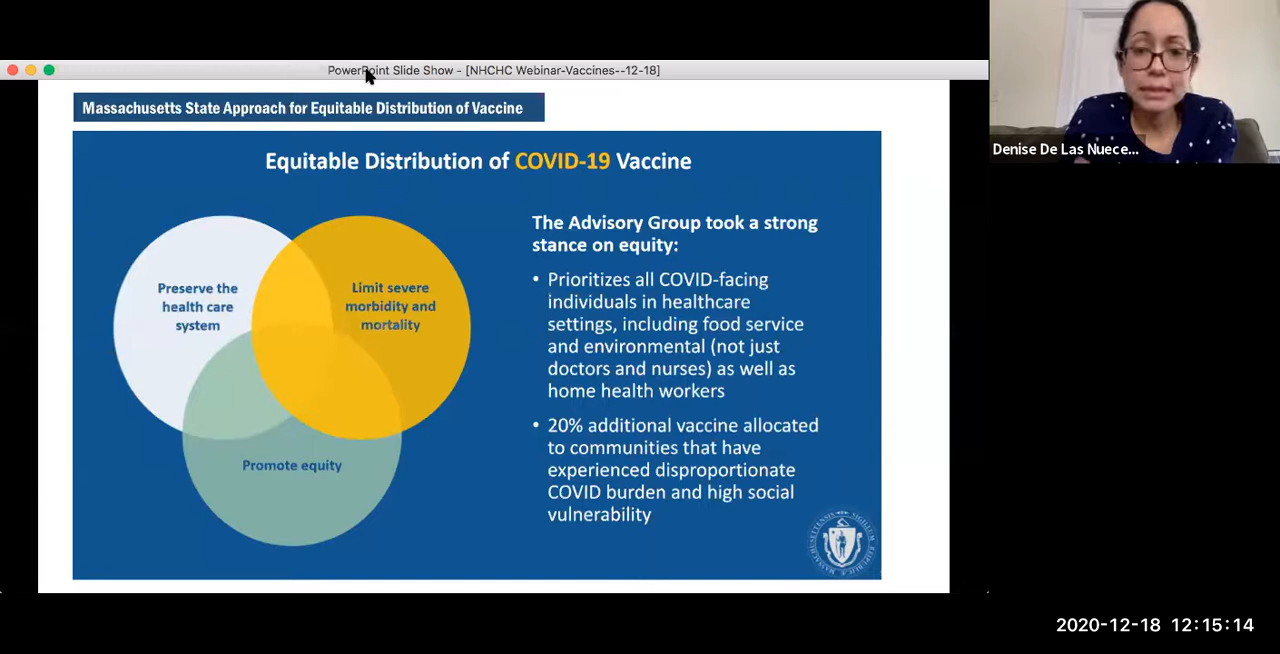 PowerPoint Slide Show - [NHCHC Webinar-Vaccines--12-18]
Massachusetts State Approach for Equitable Distribution of Vaccine
Equitable Distribution of COVID-19 Vaccine
Preserve the
health care
system
Limit severe
morbidity and
mortality
Promote equity
The Advisory Group took a strong
stance on equity:
• Prioritizes all COVID-facing
individuals in healthcare
settings, including food service
and environmental (not just
doctors and nurses) as well as
home health workers
• 20% additional vaccine allocated
to communities that have
experienced disproportionate
COVID burden and high social
vulnerability
Denise De Las Nuece...
2020-12-18 12:15:14